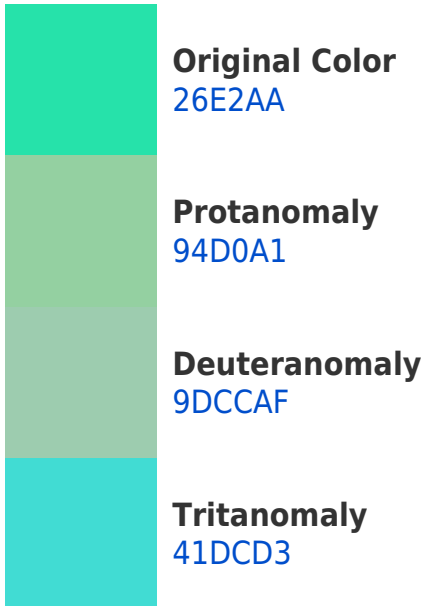 Original Color
26E2AA
Protanomaly
94D0A1
Deuteranomaly
9DCCAF
Tritanomaly
41DCD3